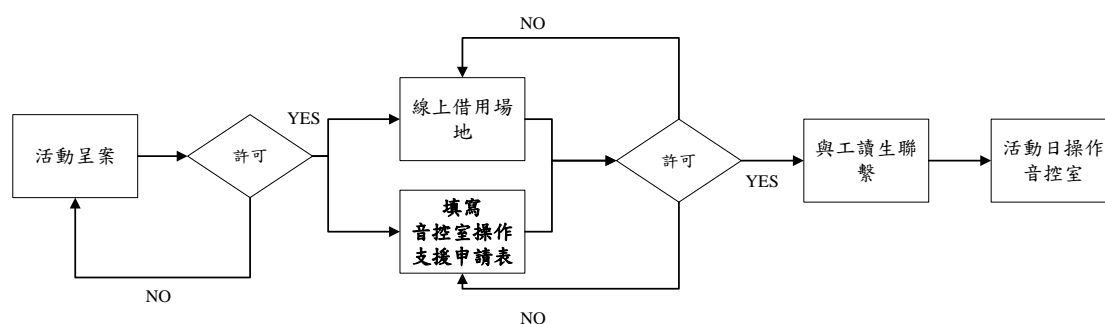 NO
YES
線上借用場
地
活動呈案
許可
許可
YES
與工讀生聯
繫
活動日操作
音控室
填寫
音控室操作
支援申請表
NO
NO